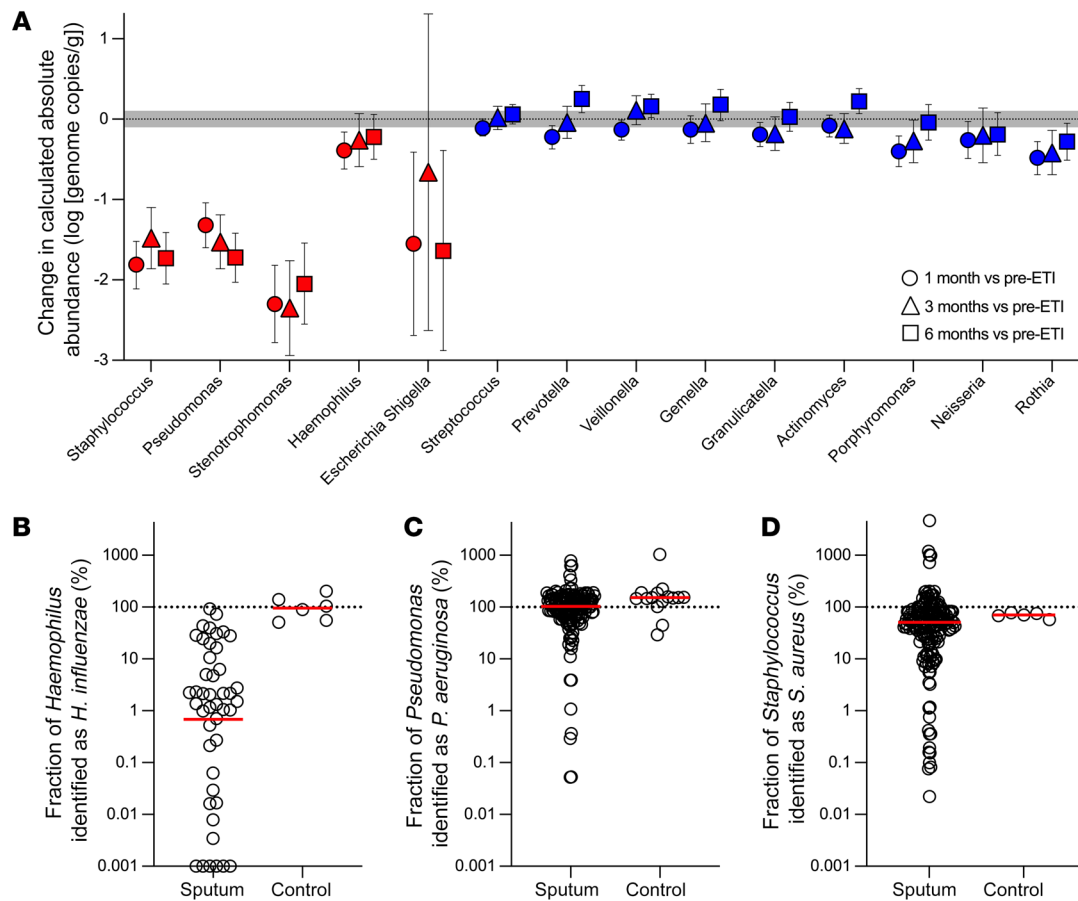 A
Change in calculated absolute
abundance (log [genome copies/g]
1
0
-1
-2
-3
1 month vs pre-ETI
3 months vs pre-ETI
6 months vs pre-ETI
Staphylococcus
Pseudomonas
Stenotrophomonas
Haemophilus
Escherichia Shigella
Streptococcus
Prevotella
Veillonella
Gemella
Granulicatella
Actinomyces
Porphyromonas
Neisseria
Rothia
B
Fraction of Haemophilus
identified as H. influenzae (%)
1000
100
10
1
0.1
0.01
0.001
Sputum
Control
C
Fraction of Pseudomonas
identified as P. aeruginosa (%)
1000
100
10
1
0.1
0.01
0.001
Sputum
Control
D
Fraction of Staphylococcus
identified as S. aureus (%)
1000
100
10
1
0.1
0.01
0.001
Sputum
Control